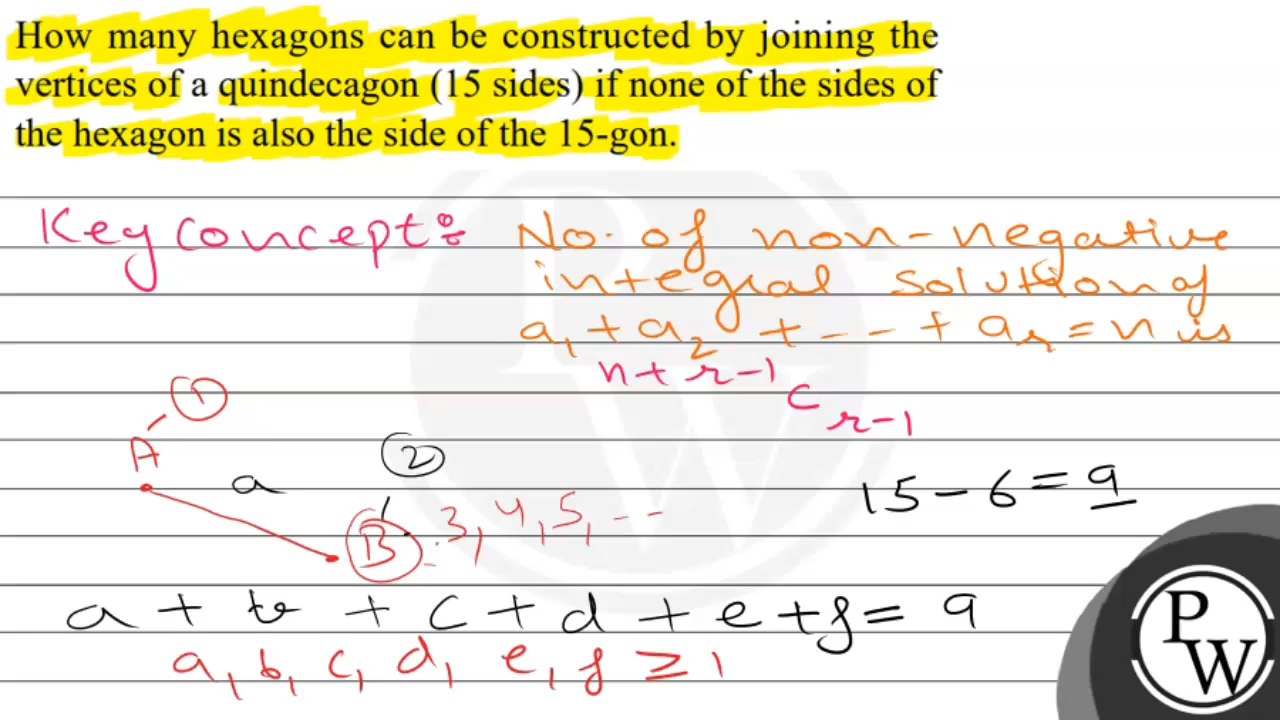 How many hexagons can be constructed by joining the
vertices of a quindecagon (15 sides) if none of the sides of
the hexagon is also the side of the 15-gon.
Key concept: No. of non-negative
integral solution of
a₁ + a₂ + --- + aᵣ = n is
n+r-1 C r-1
1
A
a
2
B 3, 4, 5, ---
15 - 6 = 9
a + b + c + d + e + f = 9
a, b, c, d, e, f ≥ 1
P
W